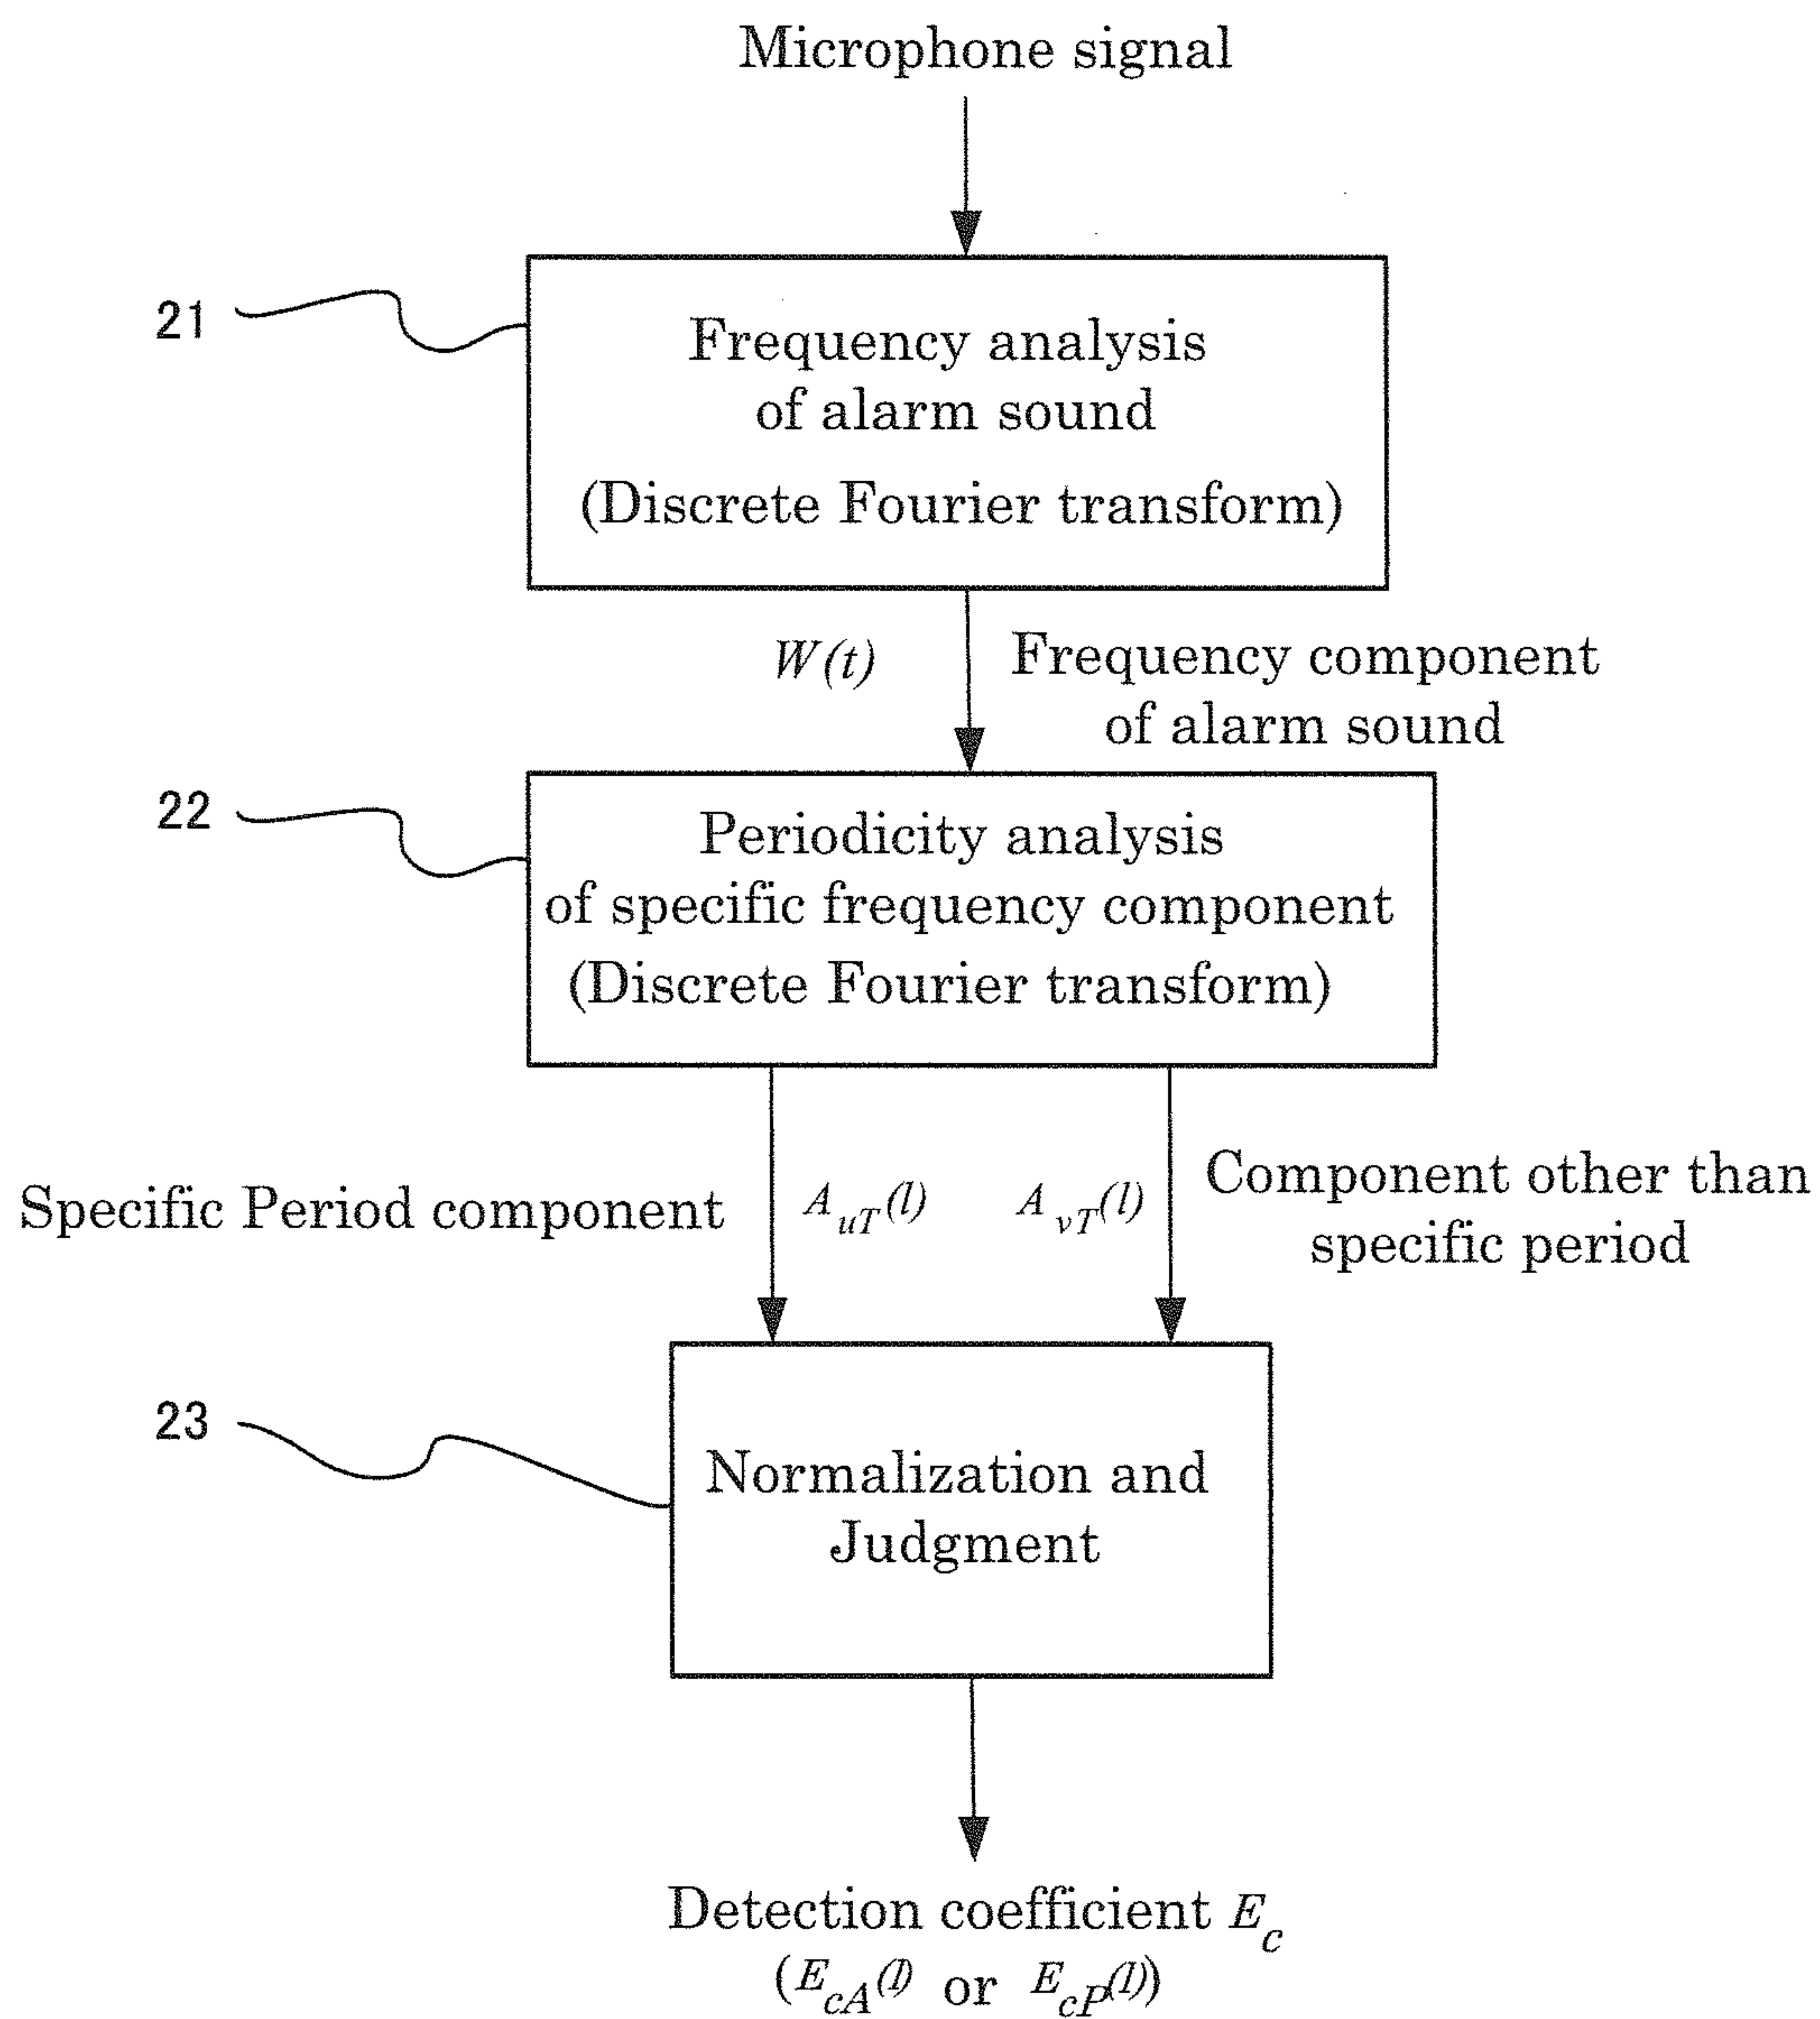 Microphone signal
21
Frequency analysis
of alarm sound
(Discrete Fourier transform)
W(t)
Frequency component
of alarm sound
22
Periodicity analysis
of specific frequency component
(Discrete Fourier transform)
Specific Period component
A_uT(l)
A_vT(l)
Component other than
specific period
23
Normalization and
Judgment
Detection coefficient E_c
(E_cA(l) or E_cP(l))